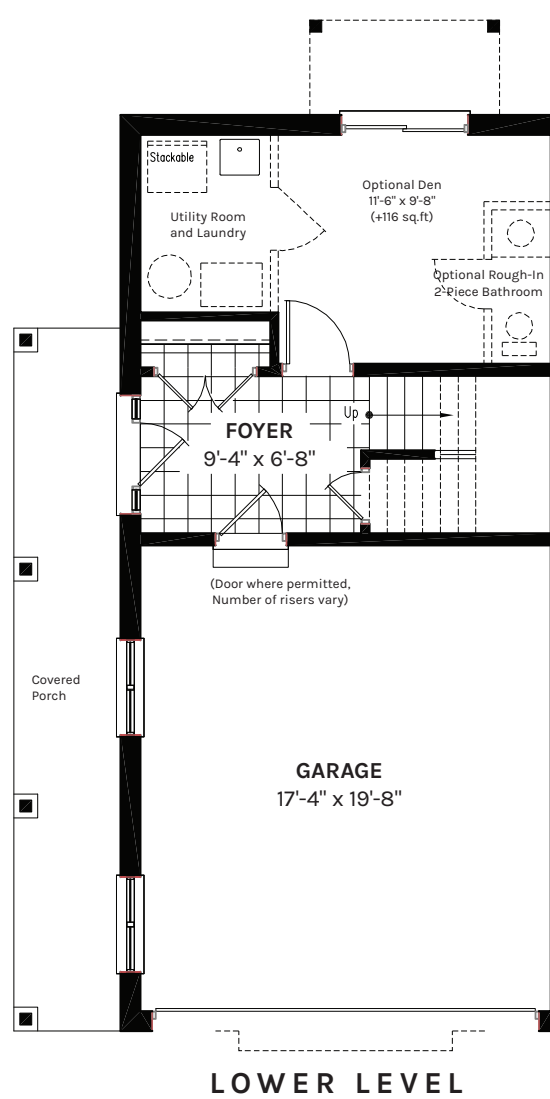 Stackable
Utility Room
and Laundry
Optional Den
11'-6" x 9'-8"
(+116 sq.ft)
Optional Rough-In
2-Piece Bathroom
Up
FOYER
9'-4" x 6'-8"
(Door where permitted,
Number of risers vary)
Covered
Porch
GARAGE
17'-4" x 19'-8"
LOWER LEVEL